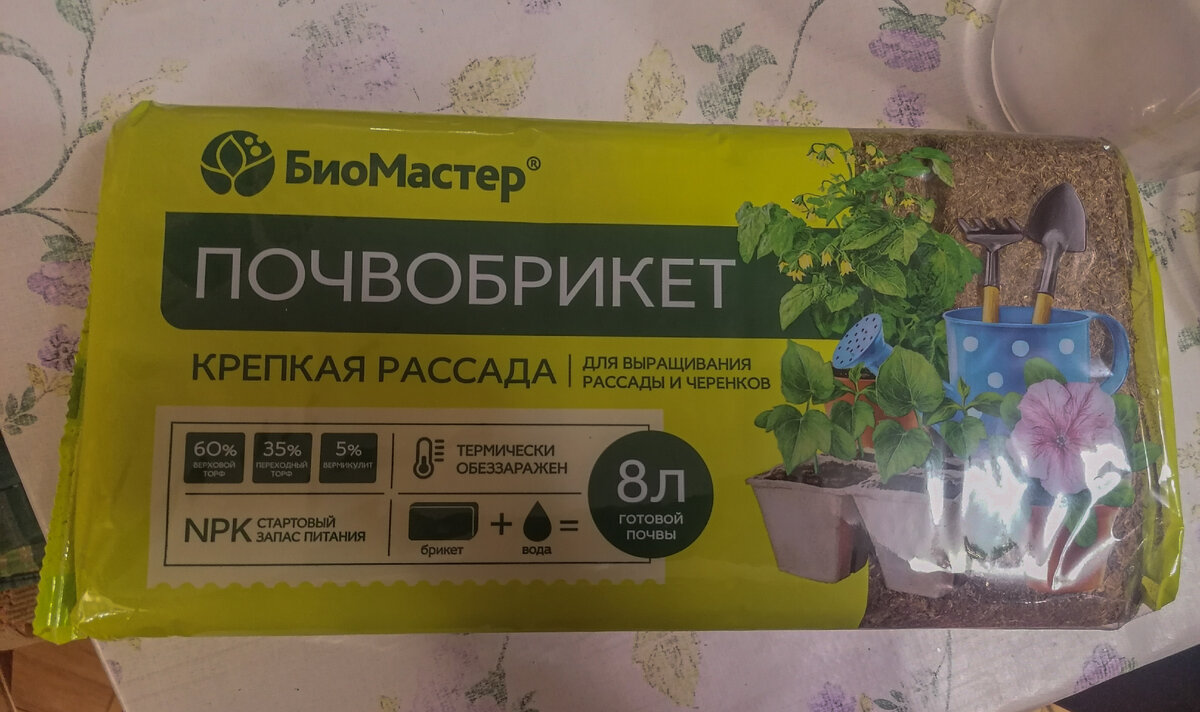 БиоМастер®
ПОЧВОБРИКЕТ
КРЕПКАЯ РАССАДА
ДЛЯ ВЫРАЩИВАНИЯ
РАССАДЫ И ЧЕРЕНКОВ
60%
ВЕРХОВОЙ
ТОРФ
35%
ПЕРЕХОДНЫЙ
ТОРФ
5%
ВЕРМИКУЛИТ
ТЕРМИЧЕСКИ
ОБЕЗЗАРАЖЕН
NPK
СТАРТОВЫЙ
ЗАПАС ПИТАНИЯ
брикет
+
вода
=
8л
ГОТОВОЙ
ПОЧВЫ